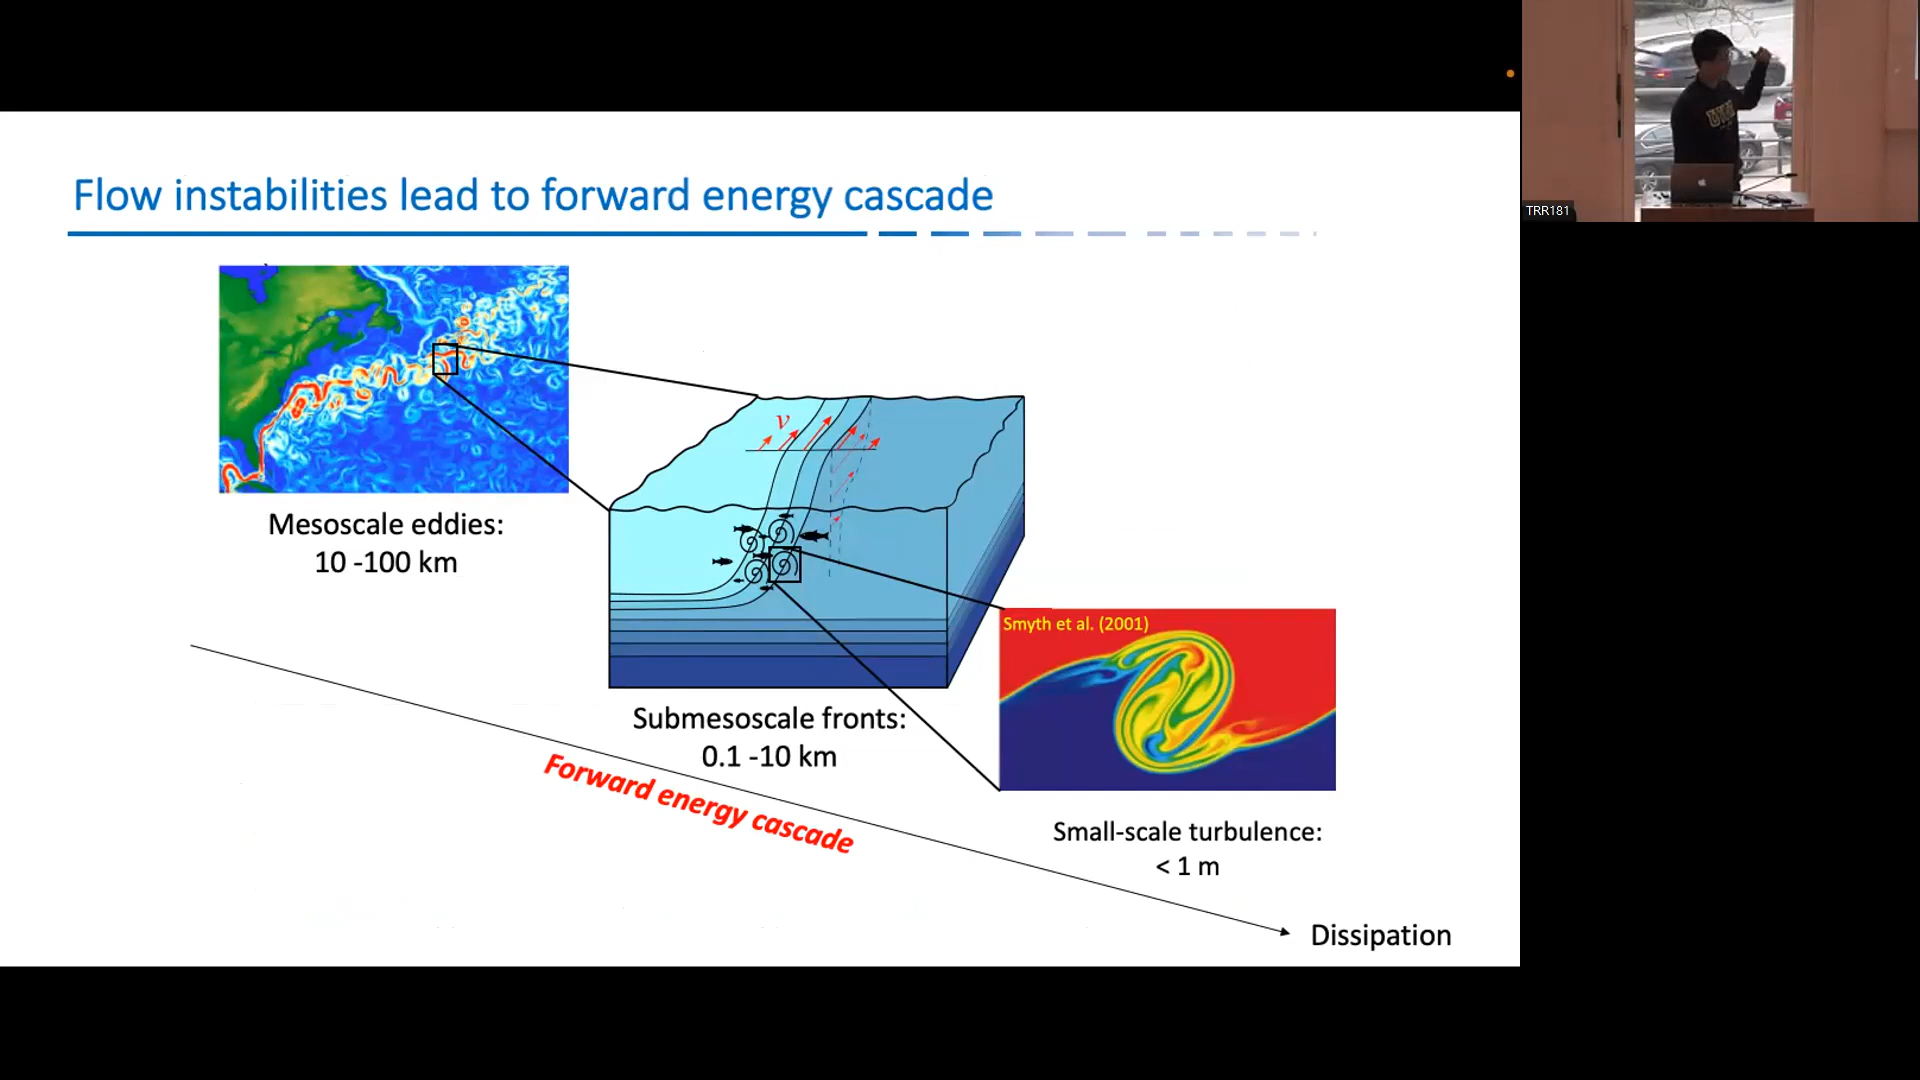 Flow instabilities lead to forward energy cascade
TRR181
v
Mesoscale eddies:
10 -100 km
Smyth et al. (2001)
Submesoscale fronts:
0.1 -10 km
Forward energy cascade
Small-scale turbulence:
< 1 m
Dissipation